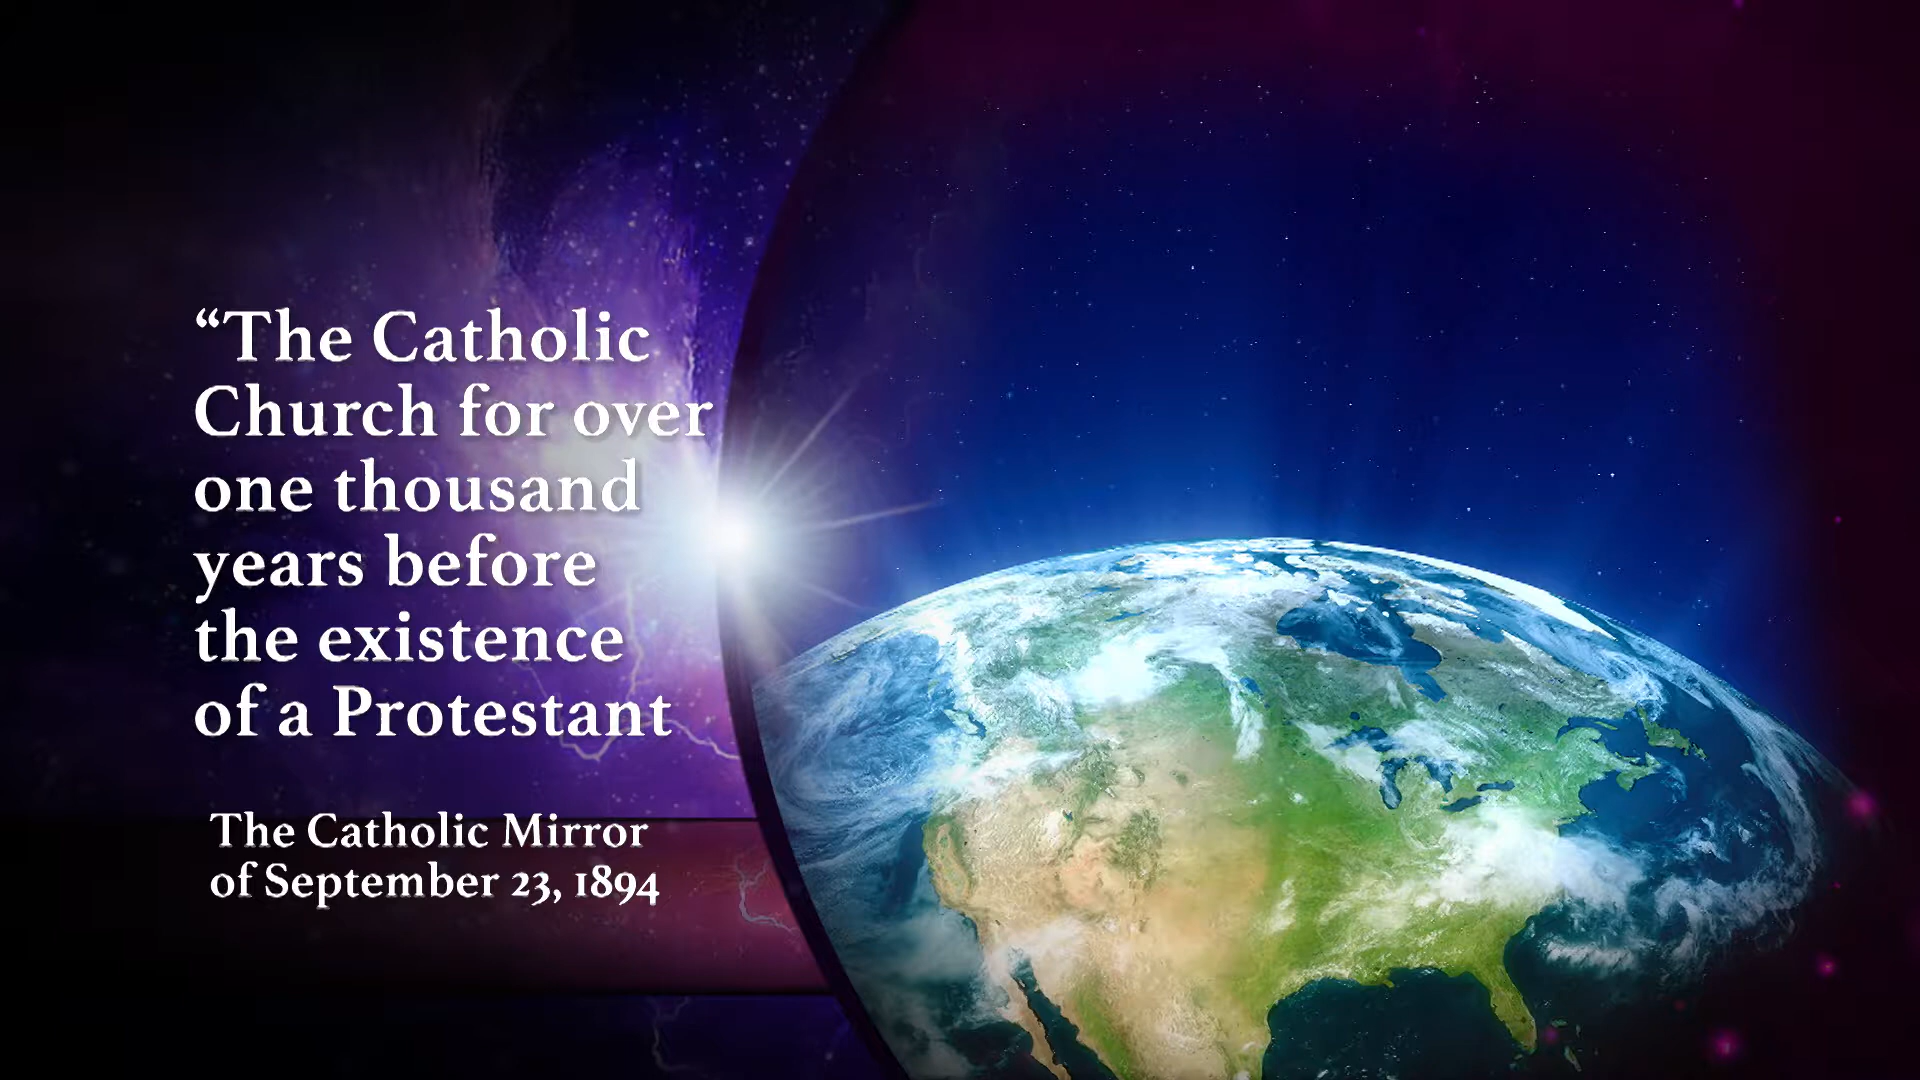 “The Catholic
Church for over
one thousand
years before
the existence
of a Protestant
The Catholic Mirror
of September 23, 1894